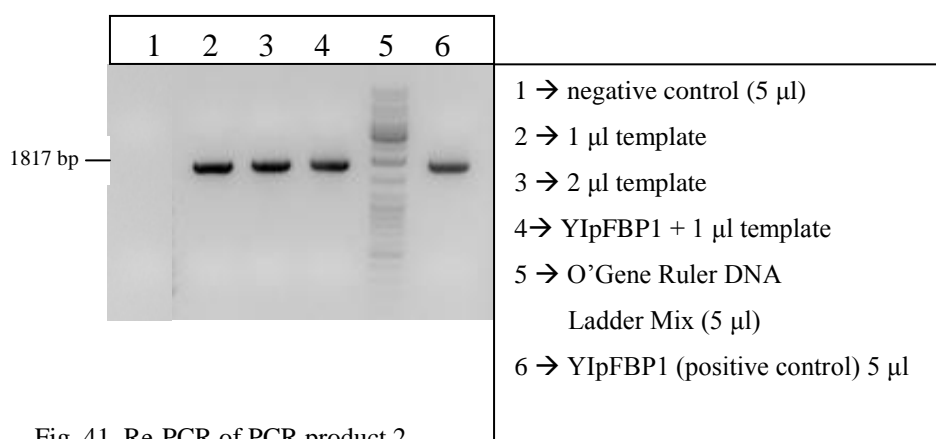 1 2 3 4 5 6
1817 bp
1 → negative control (5 µl)
2 → 1 µl template
3 → 2 µl template
4→ YIpFBP1 + 1 µl template
5 → O’Gene Ruler DNA
Ladder Mix (5 µl)
6 → YIpFBP1 (positive control) 5 µl
Fig. 41. Re-PCR of PCR product 2